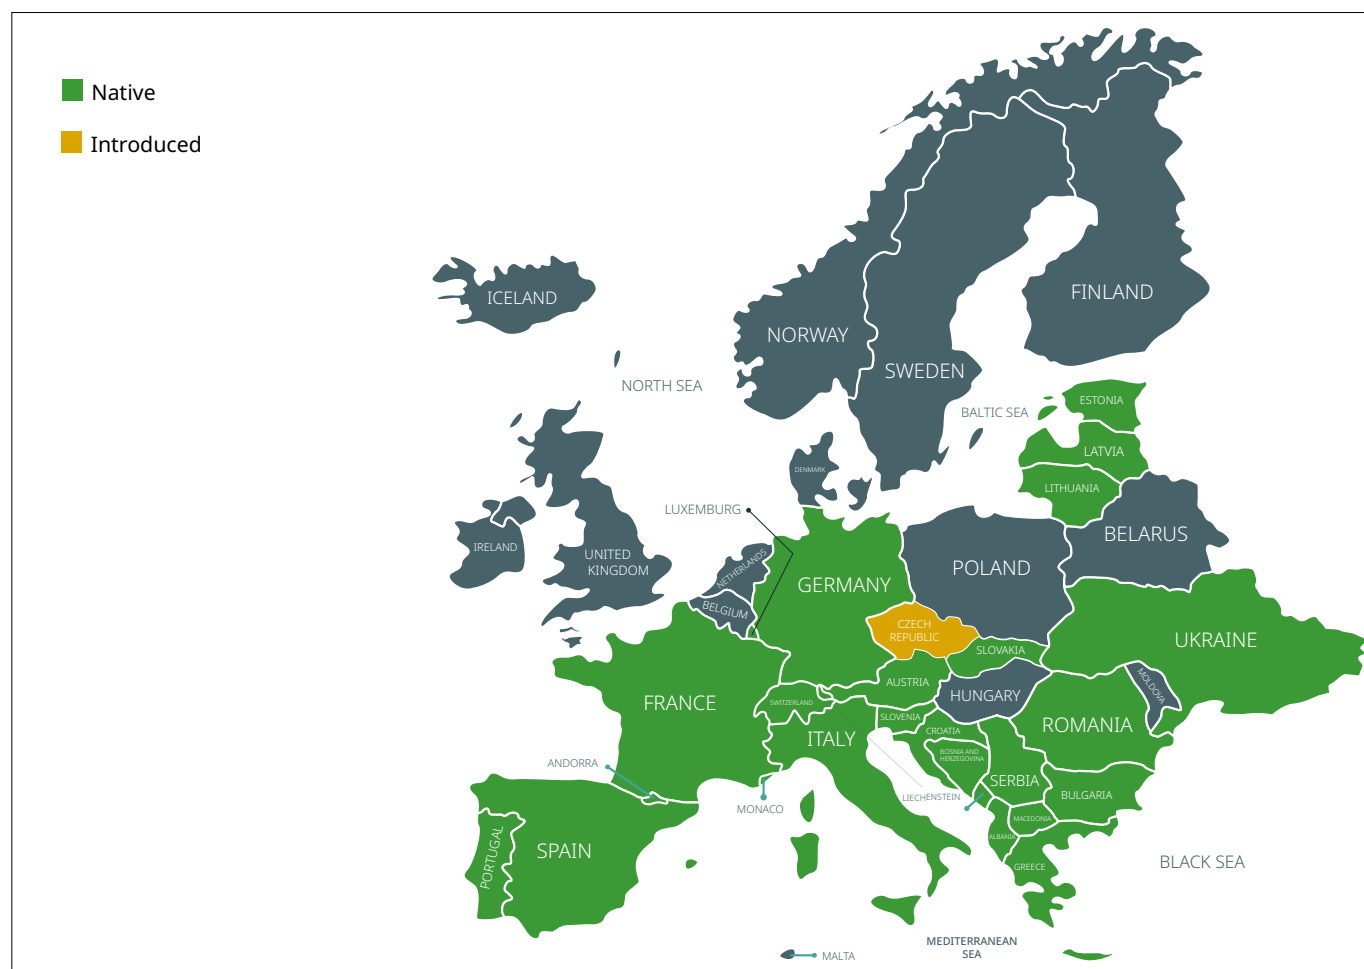 Native
Introduced
ICELAND
NORWAY
SWEDEN
FINLAND
NORTH SEA
BALTIC SEA
ESTONIA
LATVIA
LITHUANIA
DENMARK
LUXEMBURG
IRELAND
UNITED
KINGDOM
NETHERLANDS
BELGIUM
GERMANY
POLAND
BELARUS
CZECH
REPUBLIC
SLOVAKIA
UKRAINE
FRANCE
SWITZERLAND
AUSTRIA
HUNGARY
MOLDOVA
SLOVENIA
CROATIA
ROMANIA
ITALY
BOSNIA AND
HERZEGOVINA
SERBIA
ANDORRA
MONACO
LIECHENSTEIN
BULGARIA
MACEDONIA
ALBANIA
GREECE
PORTUGAL
SPAIN
BLACK SEA
MEDITERRANEAN
SEA
MALTA